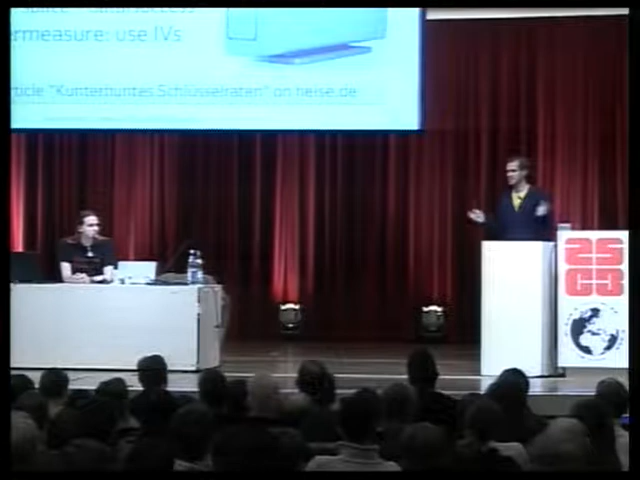 ermeasure: use IVs
rticle "Kunterbuntes Schlüsselraten" on heise.de
25
C3